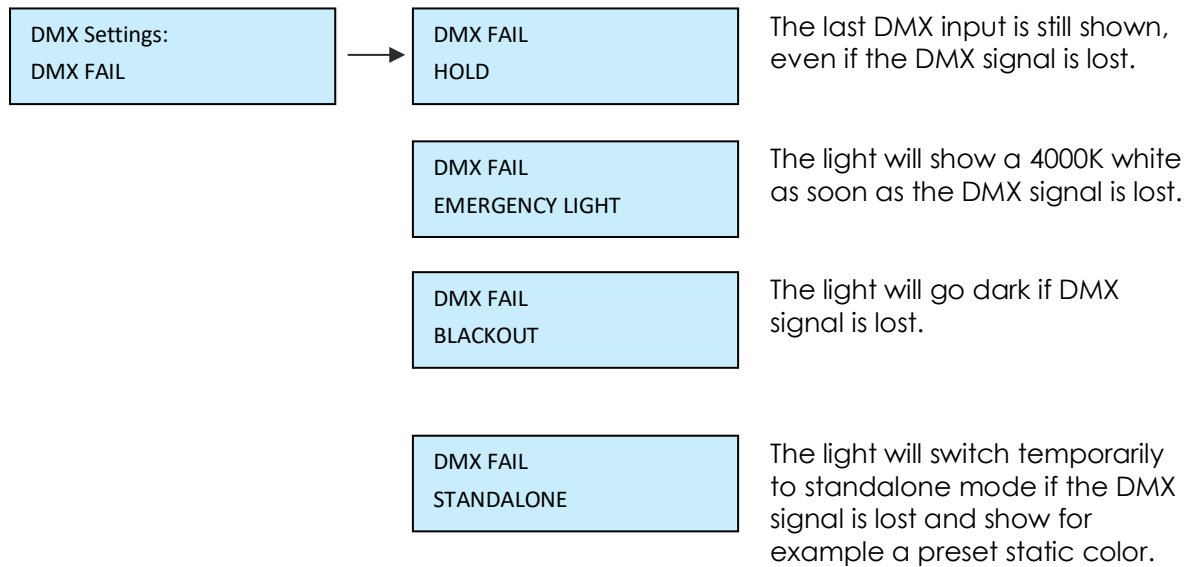 DMX Settings:
DMX FAIL
DMX FAIL
HOLD
The last DMX input is still shown,
even if the DMX signal is lost.
DMX FAIL
EMERGENCY LIGHT
The light will show a 4000K white
as soon as the DMX signal is lost.
DMX FAIL
BLACKOUT
The light will go dark if DMX
signal is lost.
DMX FAIL
STANDALONE
The light will switch temporarily
to standalone mode if the DMX
signal is lost and show for
example a preset static color.